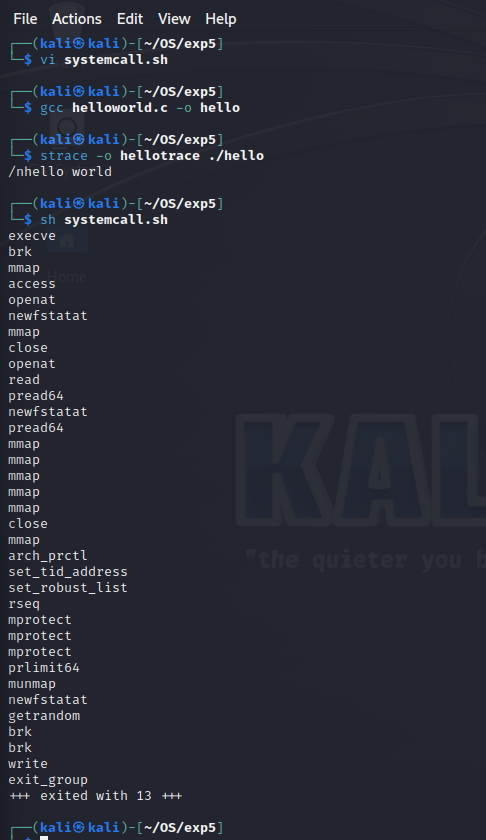 File Actions Edit View Help
┌──(kali㉿kali)-[~/OS/exp5]
└─$ vi systemcall.sh
┌──(kali㉿kali)-[~/OS/exp5]
└─$ gcc helloworld.c -o hello
┌──(kali㉿kali)-[~/OS/exp5]
└─$ strace -o hellotrace ./hello
/nhello world
┌──(kali㉿kali)-[~/OS/exp5]
└─$ sh systemcall.sh
execve
brk
mmap
access
openat
newfstatat
mmap
close
openat
read
pread64
newfstatat
pread64
mmap
mmap
mmap
mmap
mmap
close
mmap
arch_prctl
set_tid_address
set_robust_list
rseq
mprotect
mprotect
mprotect
prlimit64
munmap
newfstatat
getrandom
brk
brk
write
exit_group
+++ exited with 13 +++
┌──(kali㉿kali)-[~/OS/exp5]
└─$
Home
KAL
"the quieter you b